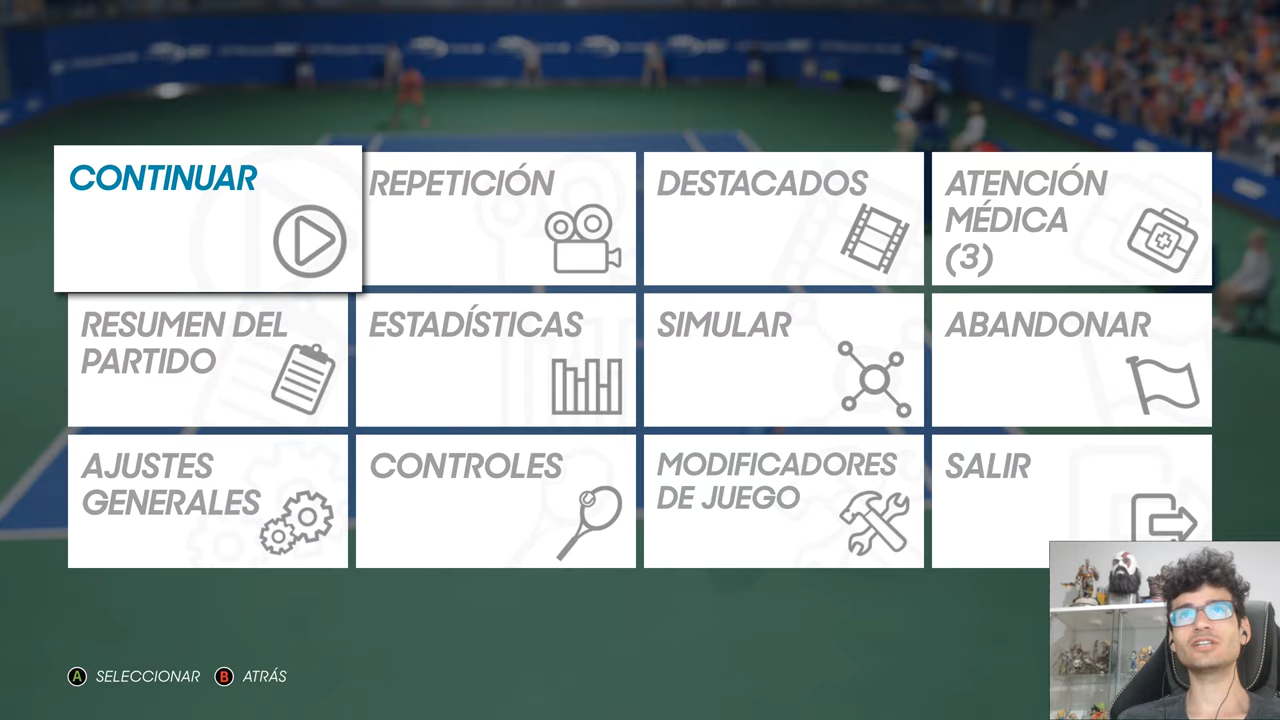 CONTINUAR
REPETICIÓN
DESTACADOS
ATENCIÓN
MÉDICA
(3)
RESUMEN DEL
PARTIDO
ESTADÍSTICAS
SIMULAR
ABANDONAR
AJUSTES
GENERALES
CONTROLES
MODIFICADORES
DE JUEGO
SALIR
A SELECCIONAR B ATRÁS